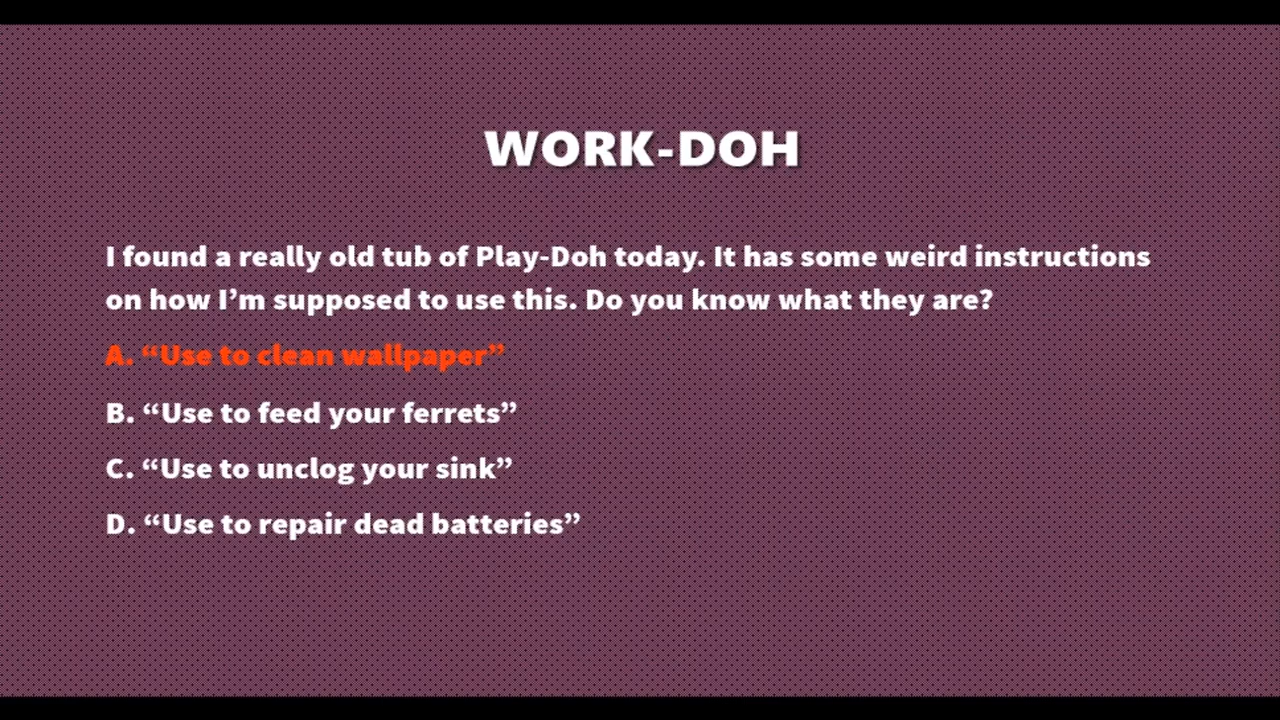 WORK-DOH
I found a really old tub of Play-Doh today. It has some weird instructions
on how I’m supposed to use this. Do you know what they are?
A. “Use to clean wallpaper”
B. “Use to feed your ferrets”
C. “Use to unclog your sink”
D. “Use to repair dead batteries”